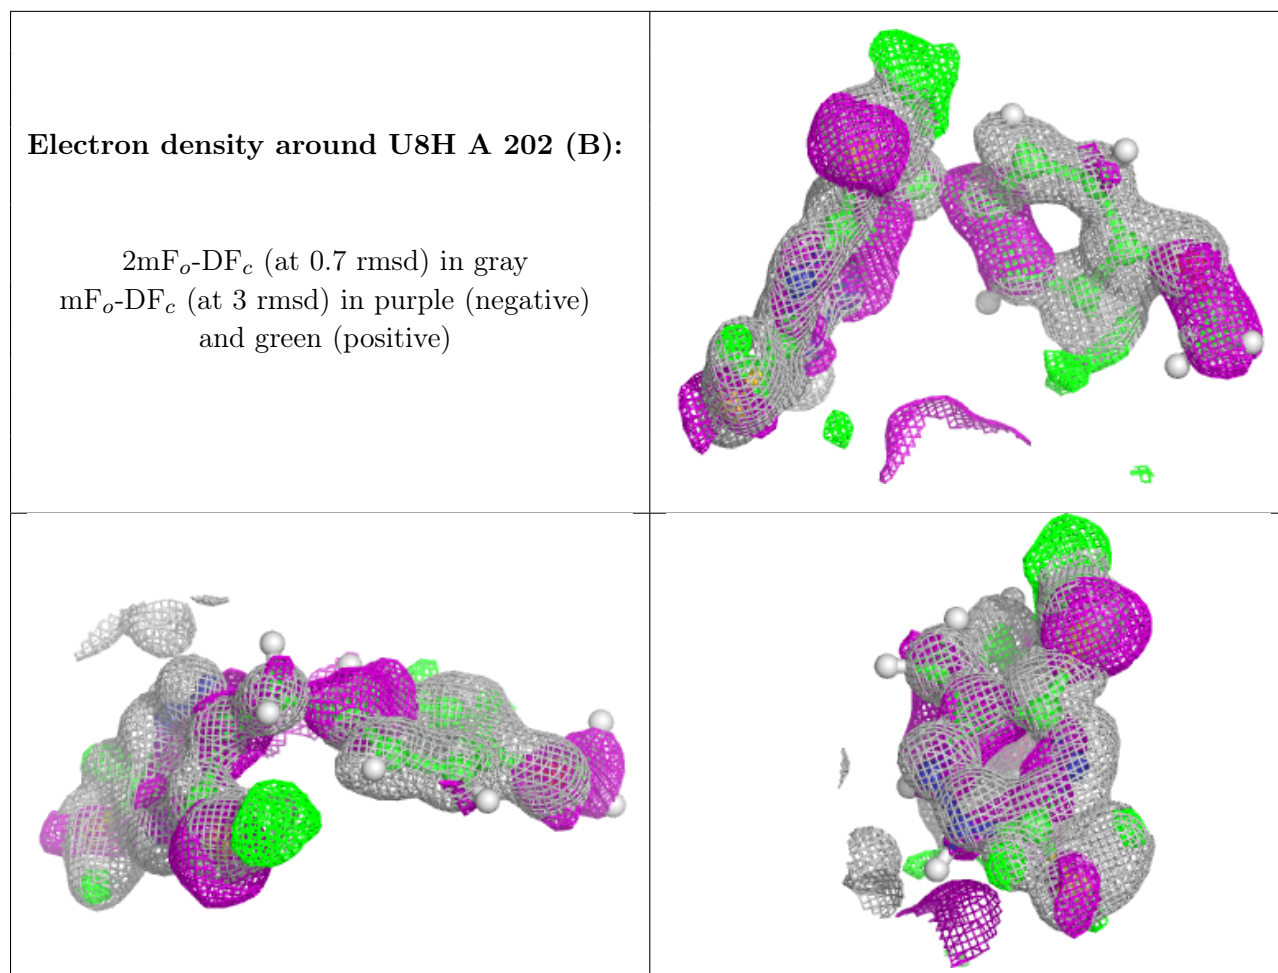 Electron density around U8H A 202 (B):
2mFₒ-DF𝒸 (at 0.7 rmsd) in gray
mFₒ-DF𝒸 (at 3 rmsd) in purple (negative)
and green (positive)